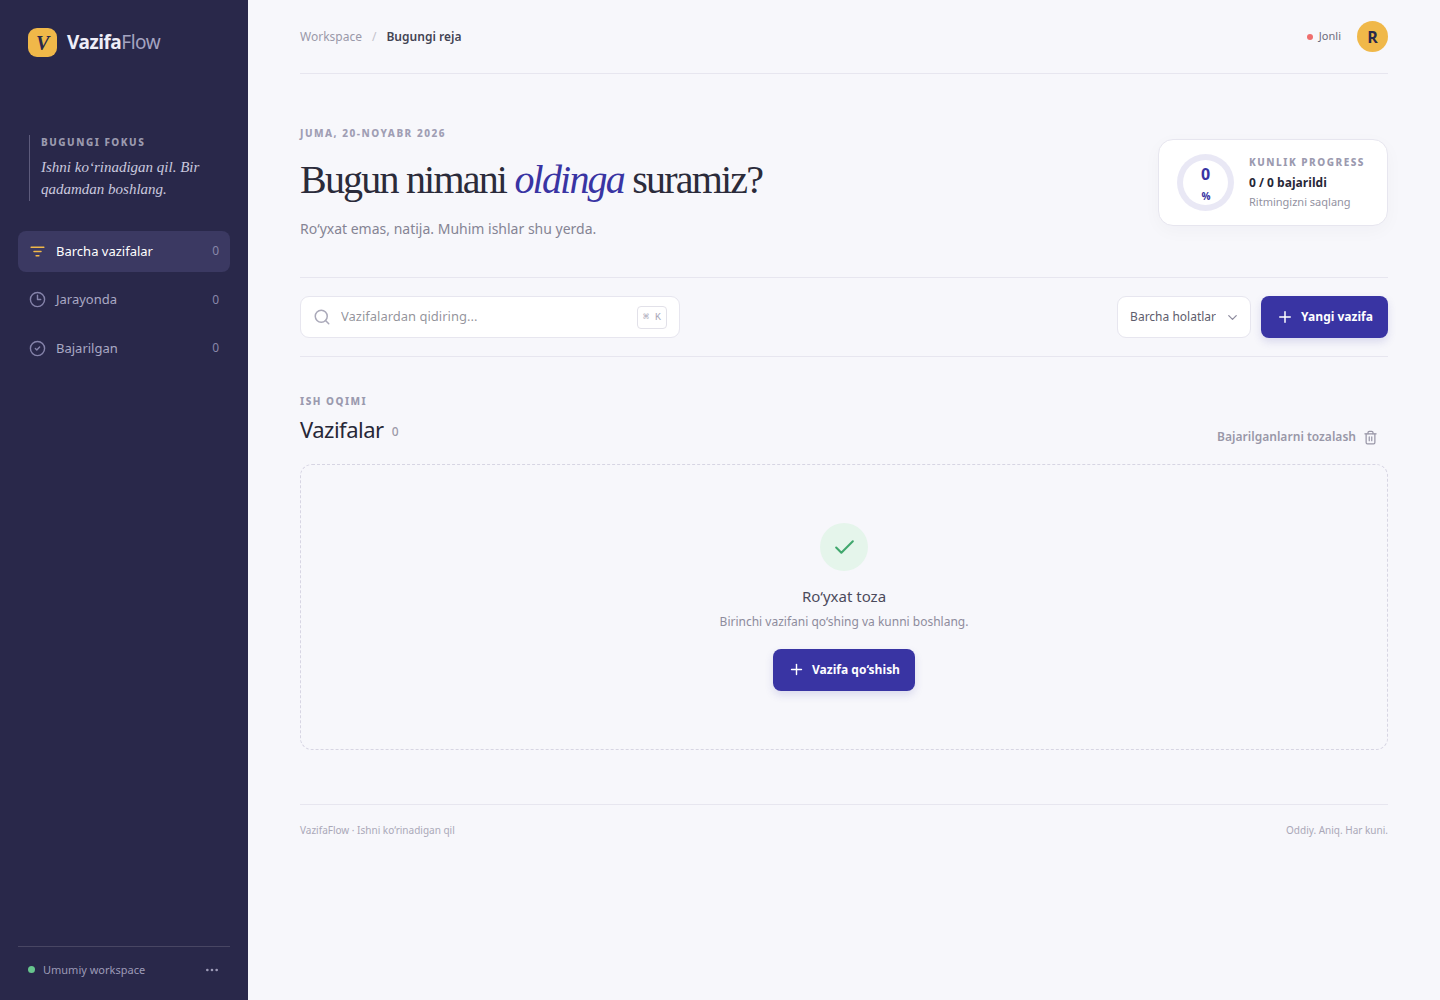 V VazifaFlow
BUGUNGI FOKUS
Ishni ko‘rinadigan qil. Bir
qadamdan boshlang.
Barcha vazifalar 0
Jarayonda 0
Bajarilgan 0
Umumiy workspace
Workspace / Bugungi reja
Jonli R
JUMA, 20-NOYABR 2026
Bugun nimani oldinga suramiz?
Ro‘yxat emas, natija. Muhim ishlar shu yerda.
0
%
KUNLIK PROGRESS
0 / 0 bajarildi
Ritmingizni saqlang
Vazifalardan qidiring... ⌘ K
Barcha holatlar
Yangi vazifa
ISH OQIMI
Vazifalar 0
Bajarilganlarni tozalash
Ro‘yxat toza
Birinchi vazifani qo‘shing va kunni boshlang.
Vazifa qo‘shish
VazifaFlow · Ishni ko‘rinadigan qil
Oddiy. Aniq. Har kuni.